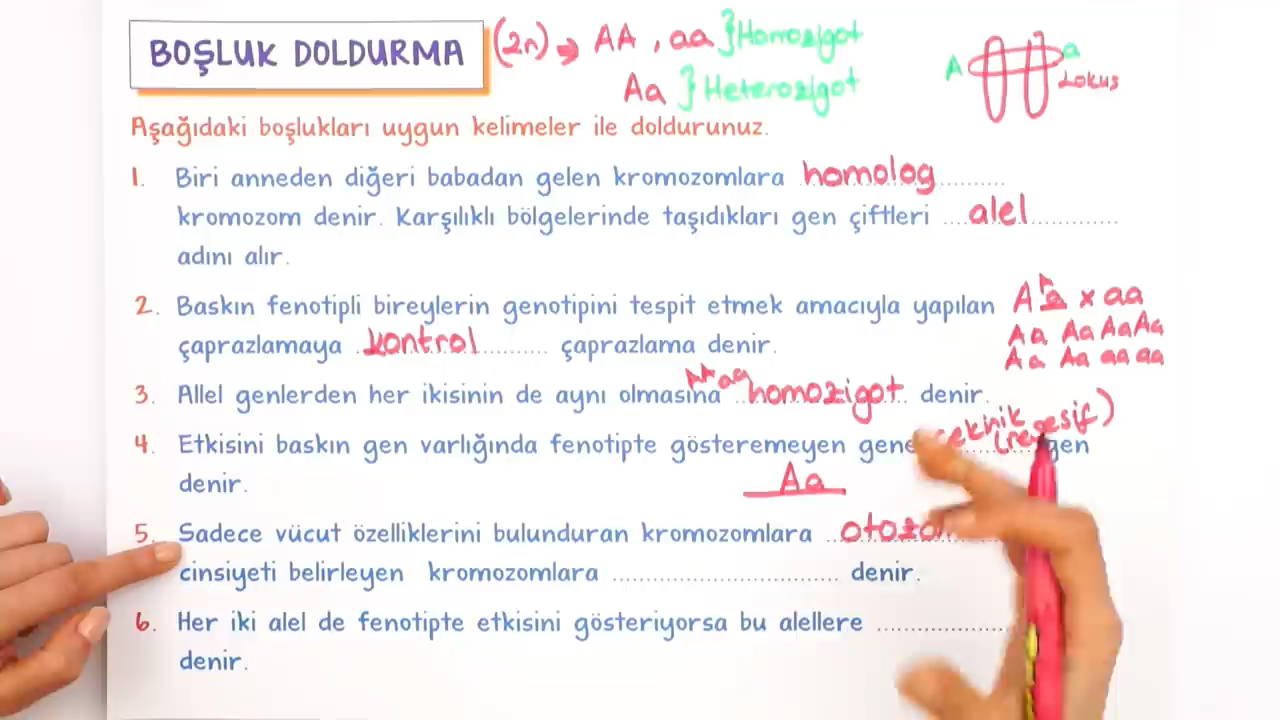 BOŞLUK DOLDURMA (2n) → AA , aa } Homozigot
Aa } Heterozigot
A a
Lokus
Aşağıdaki boşlukları uygun kelimeler ile doldurunuz.
1. Biri anneden diğeri babadan gelen kromozomlara homolog
kromozom denir. Karşılıklı bölgelerinde taşıdıkları gen çiftleri alel
adını alır.
2. Baskın fenotipli bireylerin genotipini tespit etmek amacıyla yapılan
çaprazlamaya kontrol çaprazlama denir.
A
Aa x aa
Aa Aa Aa Aa
Aa Aa aa aa
AA aa
3. Allel genlerden her ikisinin de aynı olmasına homozigot denir.
4. Etkisini baskın gen varlığında fenotipte gösteremeyen gene gen
denir.
Aa
5. Sadece vücut özelliklerini bulunduran kromozomlara
cinsiyeti belirleyen kromozomlara .......... denir.
6. Her iki alel de fenotipte etkisini gösteriyorsa bu alellere ..........
denir.